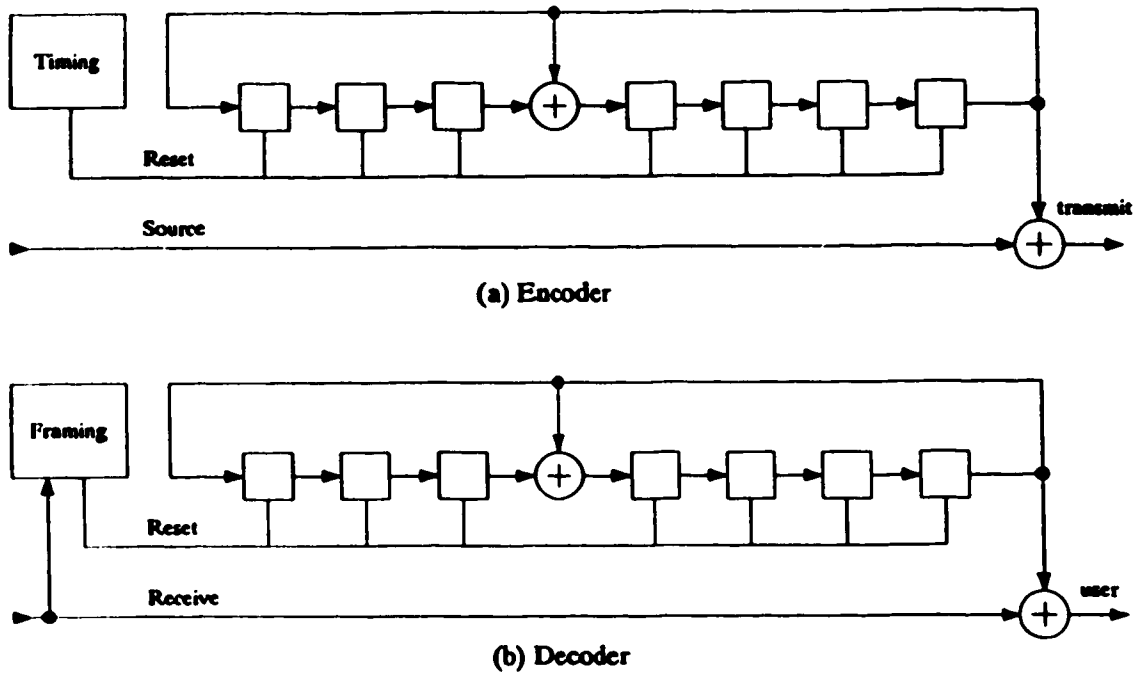 Timing
Reset
Source
transmit
(a) Encoder
Framing
Reset
Receive
user
(b) Decoder